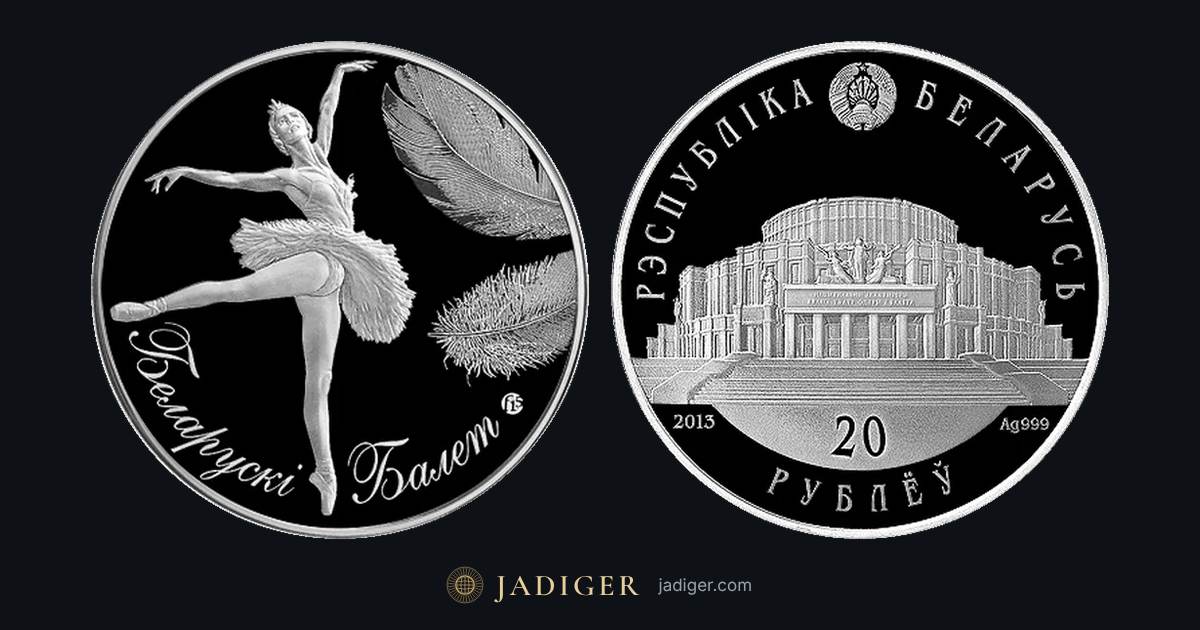 Беларускі Балет
РЭСПУБЛІКА БЕЛАРУСЬ
2013
20
Ag999
РУБЛЁЎ
JADIGER
jadiger.com